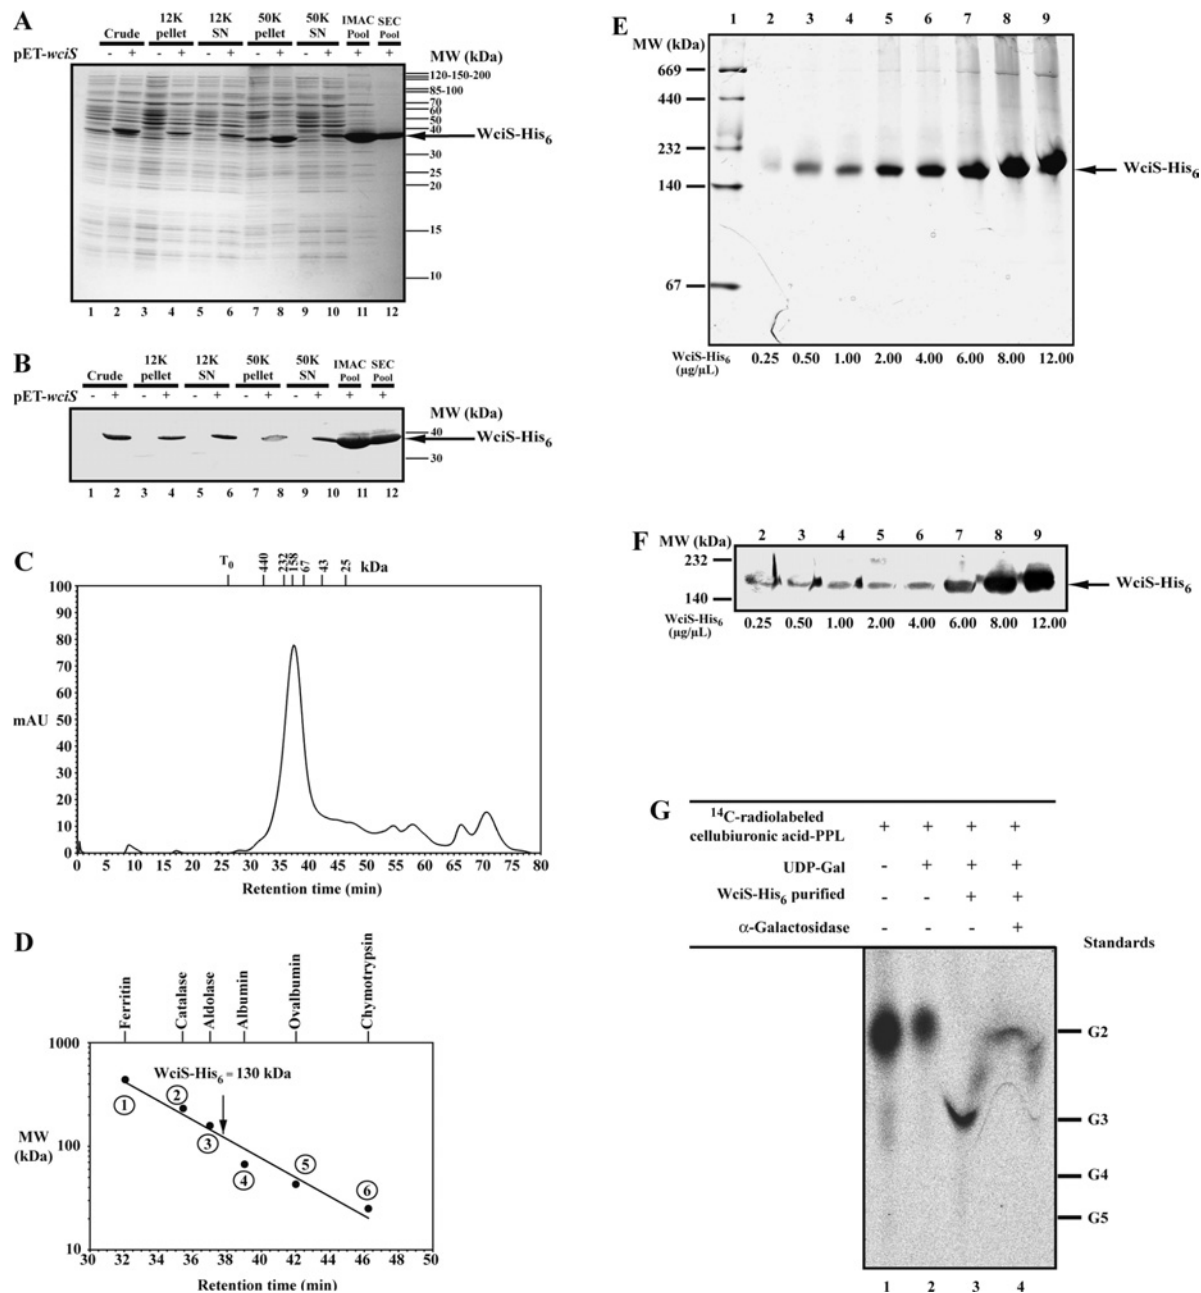 A
Crude
12K pellet
12K SN
50K pellet
50K SN
IMAC Pool
SEC Pool
pET-wciS - + - + - + - + - + + +
MW (kDa)
120-150-200
85-100
70
60
50
40
WciS-His6
30
25
20
15
10
1 2 3 4 5 6 7 8 9 10 11 12
B
Crude
12K pellet
12K SN
50K pellet
50K SN
IMAC Pool
SEC Pool
pET-wciS - + - + - + - + - + + +
MW (kDa)
40
WciS-His6
30
1 2 3 4 5 6 7 8 9 10 11 12
C
T0 440 232 158 67 43 25 kDa
100
90
80
70
60
mAU
50
40
30
20
10
0
0 5 10 15 20 25 30 35 40 45 50 55 60 65 70 75 80
Retention time (min)
D
Ferritin Catalase Aldolase Albumin Ovalbumin Chymotrypsin
1000
WciS-His6 = 130 kDa
1 2 3 4 5 6
MW (kDa)
100
10
30 32 34 36 38 40 42 44 46 48 50
Retention time (min)
E
1 2 3 4 5 6 7 8 9
MW (kDa)
669
440
232
WciS-His6
140
67
WciS-His6 (µg/µL) 0.25 0.50 1.00 2.00 4.00 6.00 8.00 12.00
F
MW (kDa) 2 3 4 5 6 7 8 9
232
WciS-His6
140
WciS-His6 (µg/µL) 0.25 0.50 1.00 2.00 4.00 6.00 8.00 12.00
G
14C-radiolabeled
cellubiuronic acid-PPL + + + +
UDP-Gal - + + +
WciS-His6 purified - - + +
α-Galactosidase - - - +
Standards
G2
G3
G4
G5
1 2 3 4